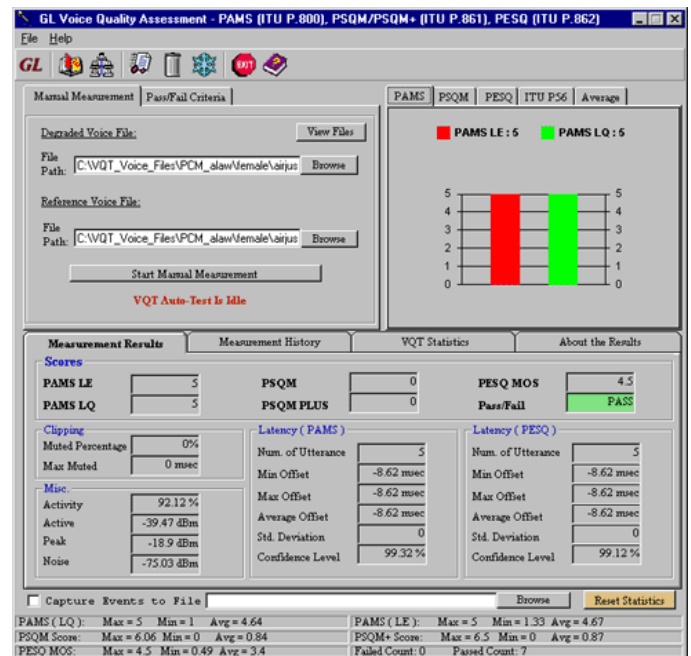 GL Voice Quality Assessment - PAMS (ITU P.800), PSQM/PSQM+ (ITU P.861), PESQ (ITU P.862)
File Help
GL EXIT
Manual Measurement Pass/Fail Criteria
Degraded Voice File: View Files
File Path: C:\VQT_Voice_Files\PCM_alaw\female\airjus Browse
Reference Voice File:
File Path: C:\VQT_Voice_Files\PCM_alaw\female\airjus Browse
Start Manual Measurement
VQT Auto-Test Is Idle
PAMS PSQM PESQ ITU P56 Average
PAMS LE : 5 PAMS LQ : 5
5 5
4 4
3 3
2 2
1 1
0 0
Measurement Results Measurement History VQT Statistics About the Results
Scores
PAMS LE 5 PSQM 0 PESQ MOS 4.5
PAMS LQ 5 PSQM PLUS 0 Pass/Fail PASS
Clipping
Muted Percentage 0%
Max Muted 0 msec
Misc.
Activity 92.12 %
Active -39.47 dBm
Peak -18.9 dBm
Noise -75.03 dBm
Latency ( PAMS )
Num. of Utterance 5
Min Offset -8.62 msec
Max Offset -8.62 msec
Average Offset -8.62 msec
Std. Deviation 0
Confidence Level 99.32 %
Latency ( PESQ )
Num. of Utterance 5
Min Offset -8.62 msec
Max Offset -8.62 msec
Average Offset -8.62 msec
Std. Deviation 0
Confidence Level 99.12 %
Capture Events to File Browse Reset Statistics
PAMS ( LQ ): Max = 5 Min = 1 Avg = 4.64 PAMS ( LE ): Max = 5 Min = 1.33 Avg = 4.67
PSQM Score: Max = 6.06 Min = 0 Avg = 0.84 PSQM+ Score: Max = 6.5 Min = 0 Avg = 0.87
PESQ MOS: Max = 4.5 Min = 0.49 Avg = 3.4 Failed Count: 0 Passed Count: 7